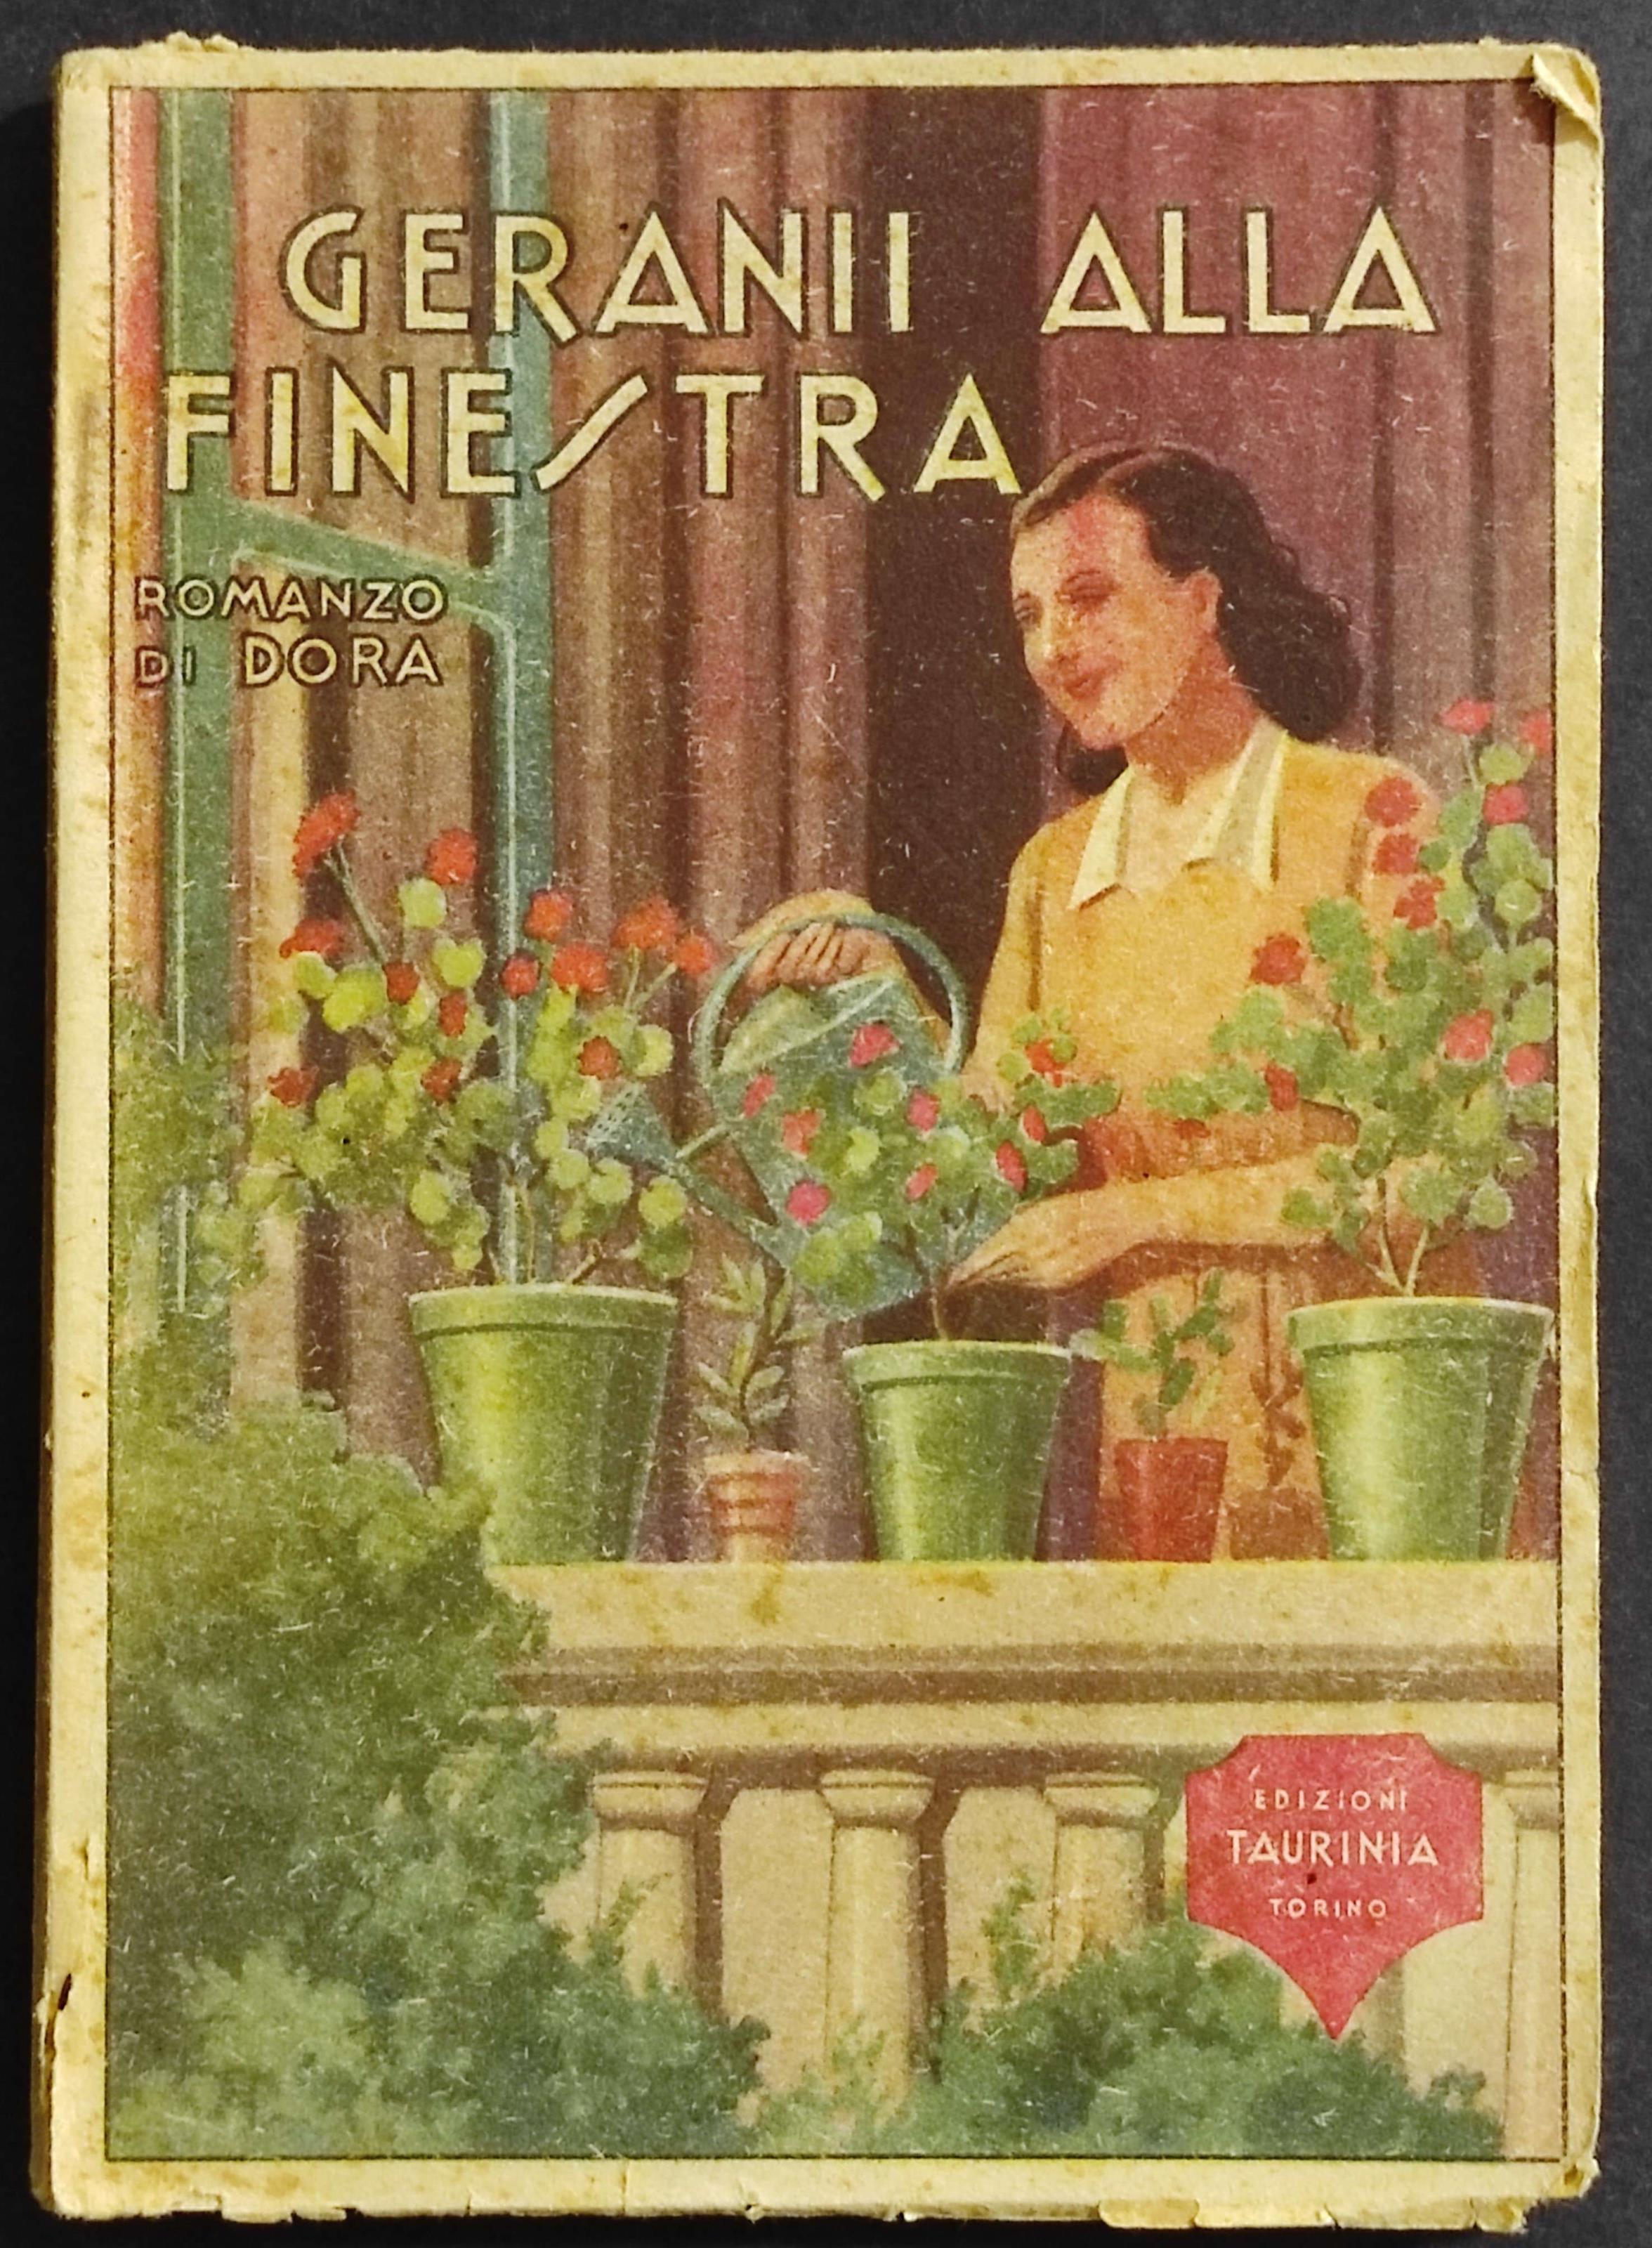 GERANII ALLA
FINESTRA
ROMANZO
DI DORA
EDIZIONI
TAURINIA
TORINO